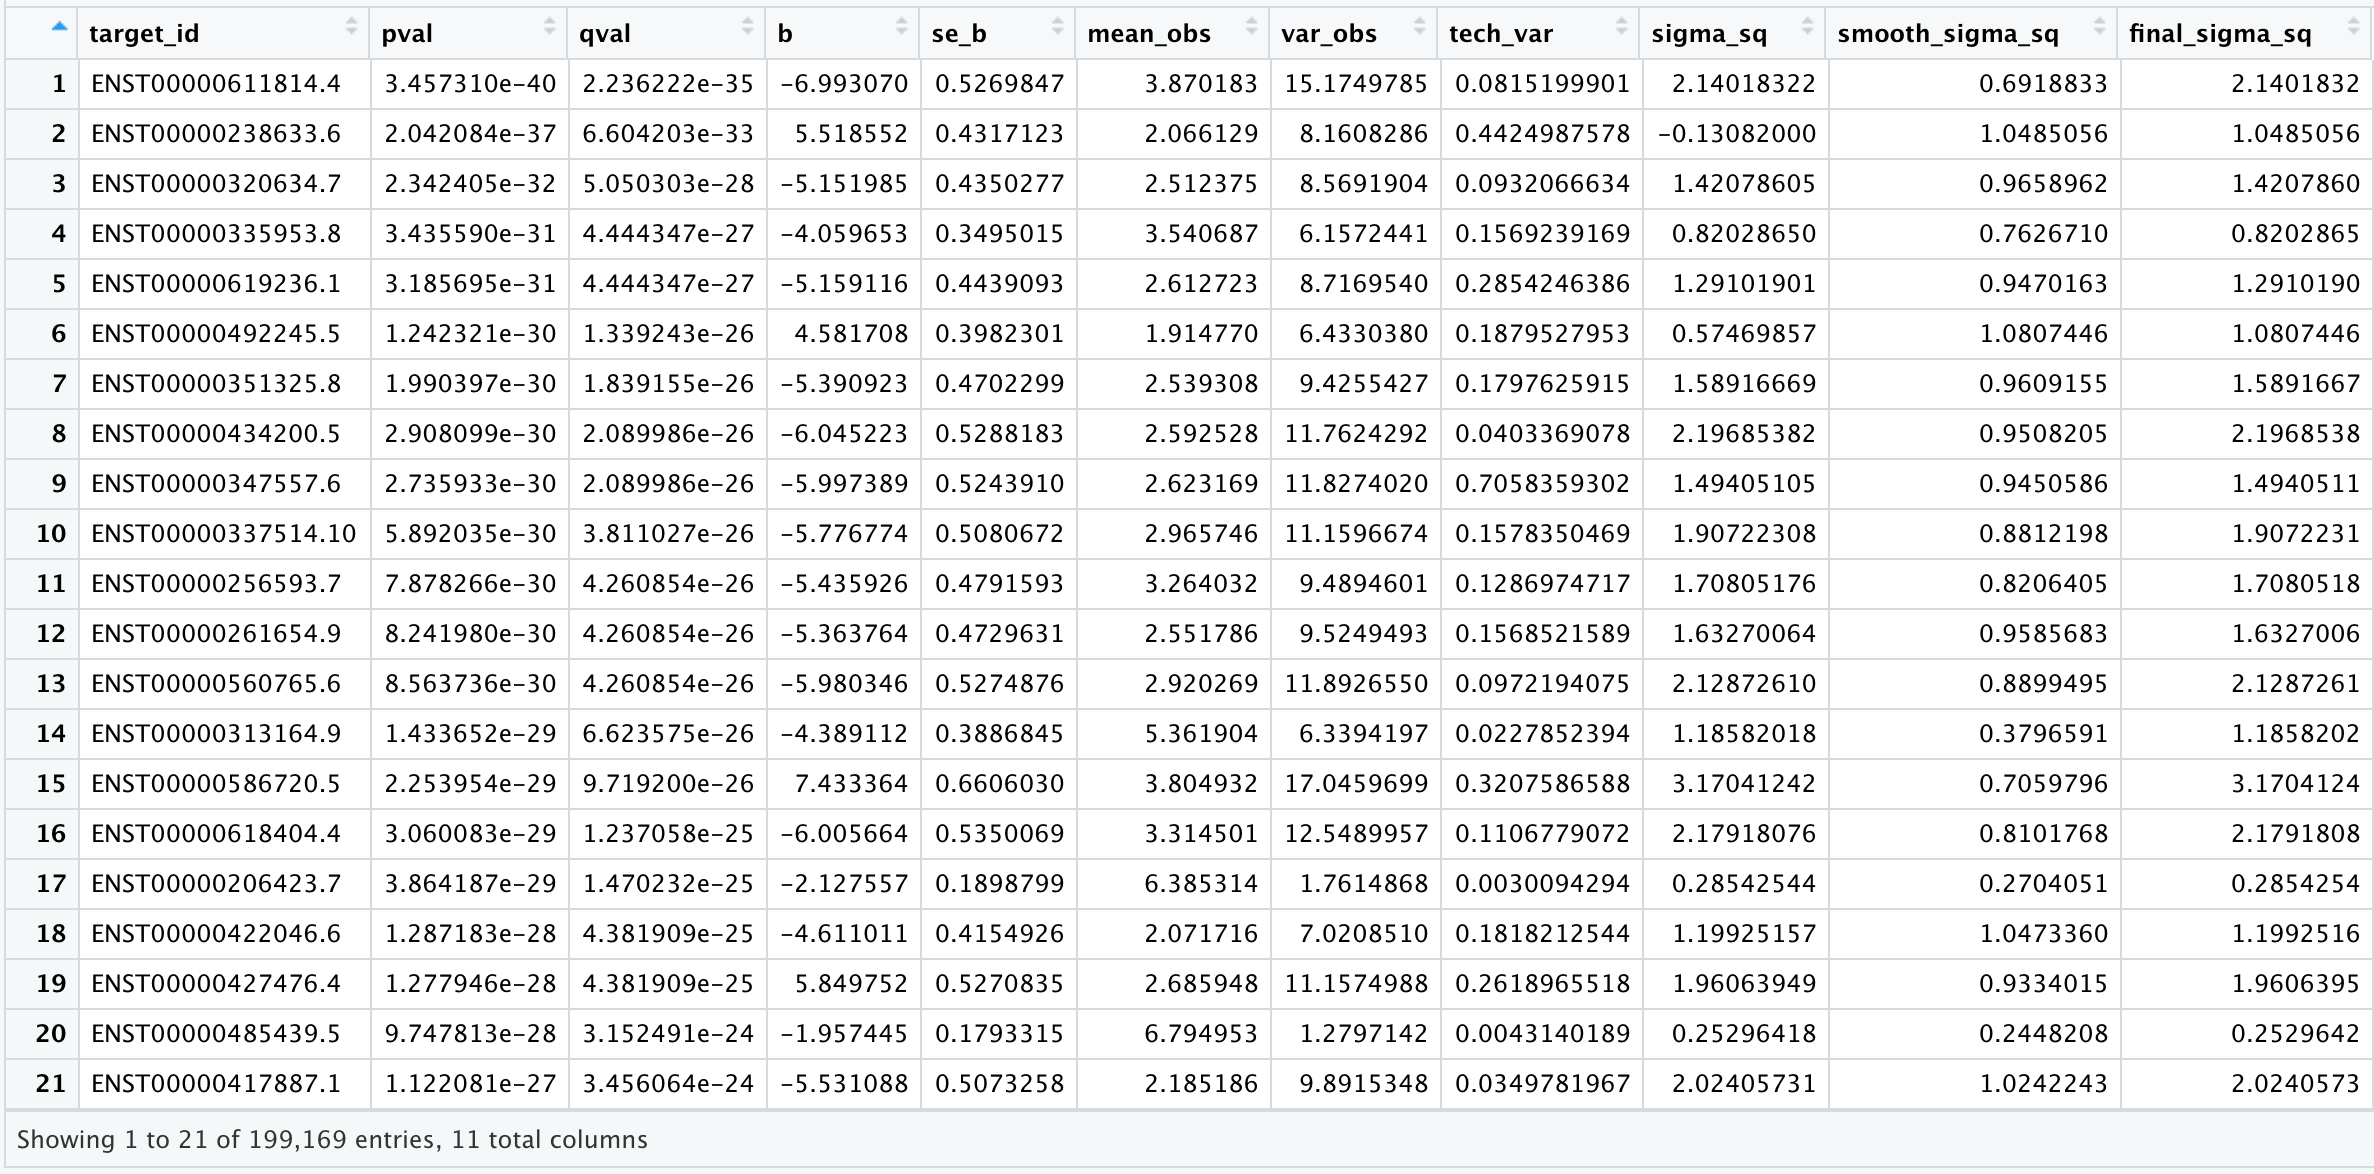 target_id pval qval b se_b mean_obs var_obs tech_var sigma_sq smooth_sigma_sq final_sigma_sq
1 ENST00000611814.4 3.457310e-40 2.236222e-35 -6.993070 0.5269847 3.870183 15.1749785 0.0815199901 2.14018322 0.6918833 2.1401832
2 ENST00000238633.6 2.042084e-37 6.604203e-33 5.518552 0.4317123 2.066129 8.1608286 0.4424987578 -0.13082000 1.0485056 1.0485056
3 ENST00000320634.7 2.342405e-32 5.050303e-28 -5.151985 0.4350277 2.512375 8.5691904 0.0932066634 1.42078605 0.9658962 1.4207860
4 ENST00000335953.8 3.435590e-31 4.444347e-27 -4.059653 0.3495015 3.540687 6.1572441 0.1569239169 0.82028650 0.7626710 0.8202865
5 ENST00000619236.1 3.185695e-31 4.444347e-27 -5.159116 0.4439093 2.612723 8.7169540 0.2854246386 1.29101901 0.9470163 1.2910190
6 ENST00000492245.5 1.242321e-30 1.339243e-26 4.581708 0.3982301 1.914770 6.4330380 0.1879527953 0.57469857 1.0807446 1.0807446
7 ENST00000351325.8 1.990397e-30 1.839155e-26 -5.390923 0.4702299 2.539308 9.4255427 0.1797625915 1.58916669 0.9609155 1.5891667
8 ENST00000434200.5 2.908099e-30 2.089986e-26 -6.045223 0.5288183 2.592528 11.7624292 0.0403369078 2.19685382 0.9508205 2.1968538
9 ENST00000347557.6 2.735933e-30 2.089986e-26 -5.997389 0.5243910 2.623169 11.8274020 0.7058359302 1.49405105 0.9450586 1.4940511
10 ENST00000337514.10 5.892035e-30 3.811027e-26 -5.776774 0.5080672 2.965746 11.1596674 0.1578350469 1.90722308 0.8812198 1.9072231
11 ENST00000256593.7 7.878266e-30 4.260854e-26 -5.435926 0.4791593 3.264032 9.4894601 0.1286974717 1.70805176 0.8206405 1.7080518
12 ENST00000261654.9 8.241980e-30 4.260854e-26 -5.363764 0.4729631 2.551786 9.5249493 0.1568521589 1.63270064 0.9585683 1.6327006
13 ENST00000560765.6 8.563736e-30 4.260854e-26 -5.980346 0.5274876 2.920269 11.8926550 0.0972194075 2.12872610 0.8899495 2.1287261
14 ENST00000313164.9 1.433652e-29 6.623575e-26 -4.389112 0.3886845 5.361904 6.3394197 0.0227852394 1.18582018 0.3796591 1.1858202
15 ENST00000586720.5 2.253954e-29 9.719200e-26 7.433364 0.6606030 3.804932 17.0459699 0.3207586588 3.17041242 0.7059796 3.1704124
16 ENST00000618404.4 3.060083e-29 1.237058e-25 -6.005664 0.5350069 3.314501 12.5489957 0.1106779072 2.17918076 0.8101768 2.1791808
17 ENST00000206423.7 3.864187e-29 1.470232e-25 -2.127557 0.1898799 6.385314 1.7614868 0.0030094294 0.28542544 0.2704051 0.2854254
18 ENST00000422046.6 1.287183e-28 4.381909e-25 -4.611011 0.4154926 2.071716 7.0208510 0.1818212544 1.19925157 1.0473360 1.1992516
19 ENST00000427476.4 1.277946e-28 4.381909e-25 5.849752 0.5270835 2.685948 11.1574988 0.2618965518 1.96063949 0.9334015 1.9606395
20 ENST00000485439.5 9.747813e-28 3.152491e-24 -1.957445 0.1793315 6.794953 1.2797142 0.0043140189 0.25296418 0.2448208 0.2529642
21 ENST00000417887.1 1.122081e-27 3.456064e-24 -5.531088 0.5073258 2.185186 9.8915348 0.0349781967 2.02405731 1.0242243 2.0240573
Showing 1 to 21 of 199,169 entries, 11 total columns